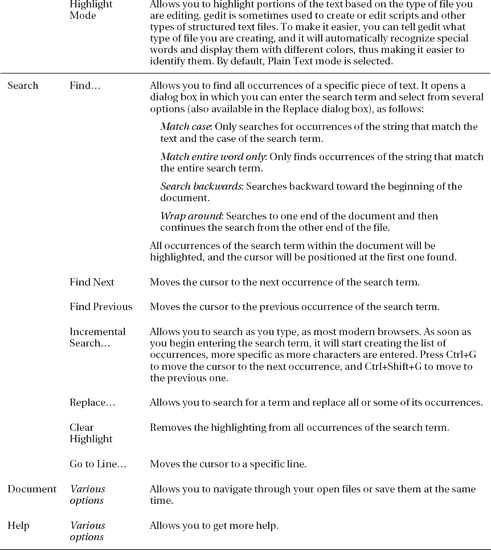 Highlight Allows you to highlight portions of the text based on the type of file you
Mode are editing. gedit is sometimes used to create or edit scripts and other
types of structured text files. To make it easier, you can tell gedit what
type of file you are creating, and it will automatically recognize special
words and display them with different colors, thus making it easier to
identify them. By default, Plain Text mode is selected.
Search Find… Allows you to find all occurrences of a specific piece of text. It opens a
dialog box in which you can enter the search term and select from several
options (also available in the Replace dialog box), as follows:
Match case: Only searches for occurrences of the string that match the
text and the case of the search term.
Match entire word only: Only finds occurrences of the string that match
the entire search term.
Search backwards: Searches backward toward the beginning of the
document.
Wrap around: Searches to one end of the document and then
continues the search from the other end of the file.
All occurrences of the search term within the document will be
highlighted, and the cursor will be positioned at the first one found.
Find Next Moves the cursor to the next occurrence of the search term.
Find Previous Moves the cursor to the previous occurrence of the search term.
Incremental Allows you to search as you type, as most modern browsers. As soon as
Search… you begin entering the search term, it will start creating the list of
occurrences, more specific as more characters are entered. Press Ctrl+G
to move the cursor to the next occurrence, and Ctrl+Shift+G to move to
the previous one.
Replace… Allows you to search for a term and replace all or some of its occurrences.
Clear Removes the highlighting from all occurrences of the search term.
Highlight
Go to Line… Moves the cursor to a specific line.
Document Various Allows you to navigate through your open files or save them at the same
options time.
Help Various Allows you to get more help.
options